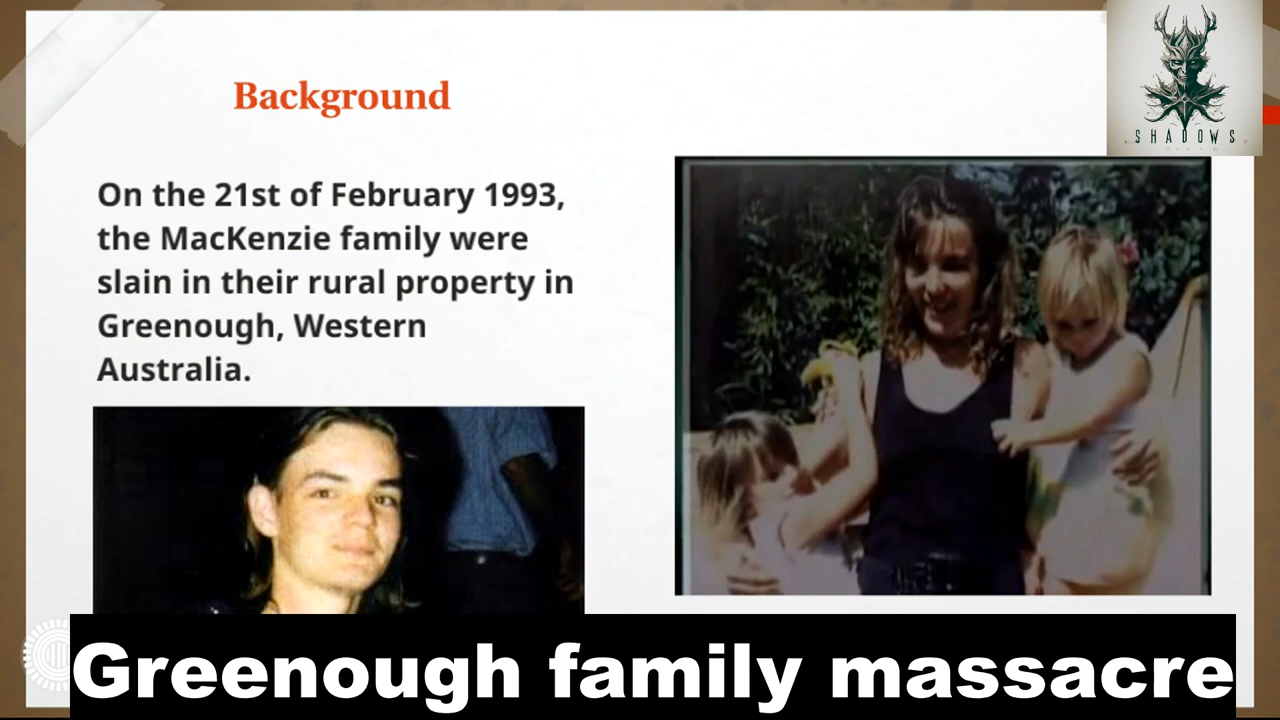 SHADOWS
Background
On the 21st of February 1993,
the MacKenzie family were
slain in their rural property in
Greenough, Western
Australia.
Greenough family massacre